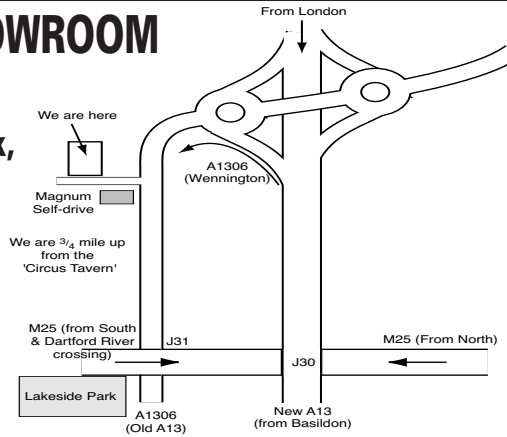 From London
We are here
A1306
(Wennington)
Magnum
Self-drive
We are 3/4 mile up
from the
'Circus Tavern'
M25 (from South
& Dartford River
crossing)
J31
J30
M25 (From North)
Lakeside Park
A1306
(Old A13)
New A13
(from Basildon)